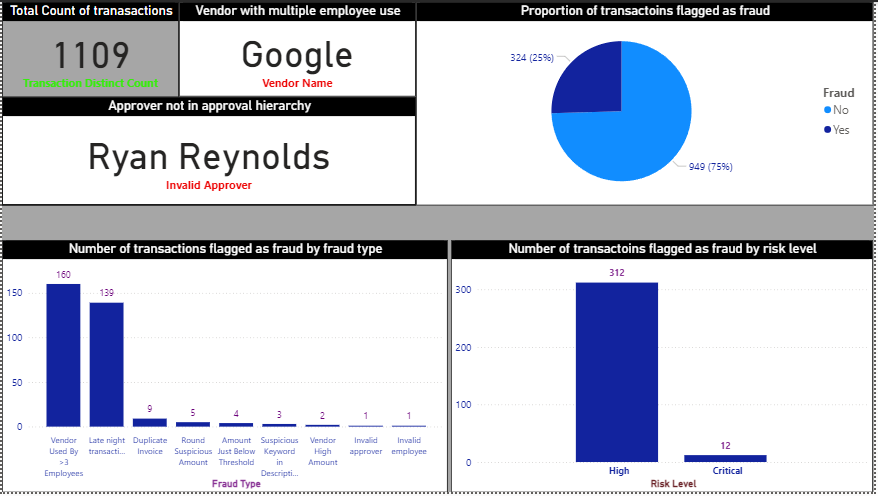 Total Count of tranasactions
1109
Transaction Distinct Count
Vendor with multiple employee use
Google
Vendor Name
Approver not in approval hierarchy
Ryan Reynolds
Invalid Approver
Proportion of transactoins flagged as fraud
324 (25%)
949 (75%)
Fraud
No
Yes
Number of transactions flagged as fraud by fraud type
150
100
50
0
160
139
9
5
4
3
2
1
1
Vendor
Used By
>3
Employees
Late night
transacti...
Duplicate
Invoice
Round
Suspicious
Amount
Amount
Just Below
Threshold
Suspicious
Keyword
in
Descripti...
Vendor
High
Amount
Invalid
approver
Invalid
employee
Fraud Type
Number of transactoins flagged as fraud by risk level
300
200
100
0
312
12
High
Critical
Risk Level